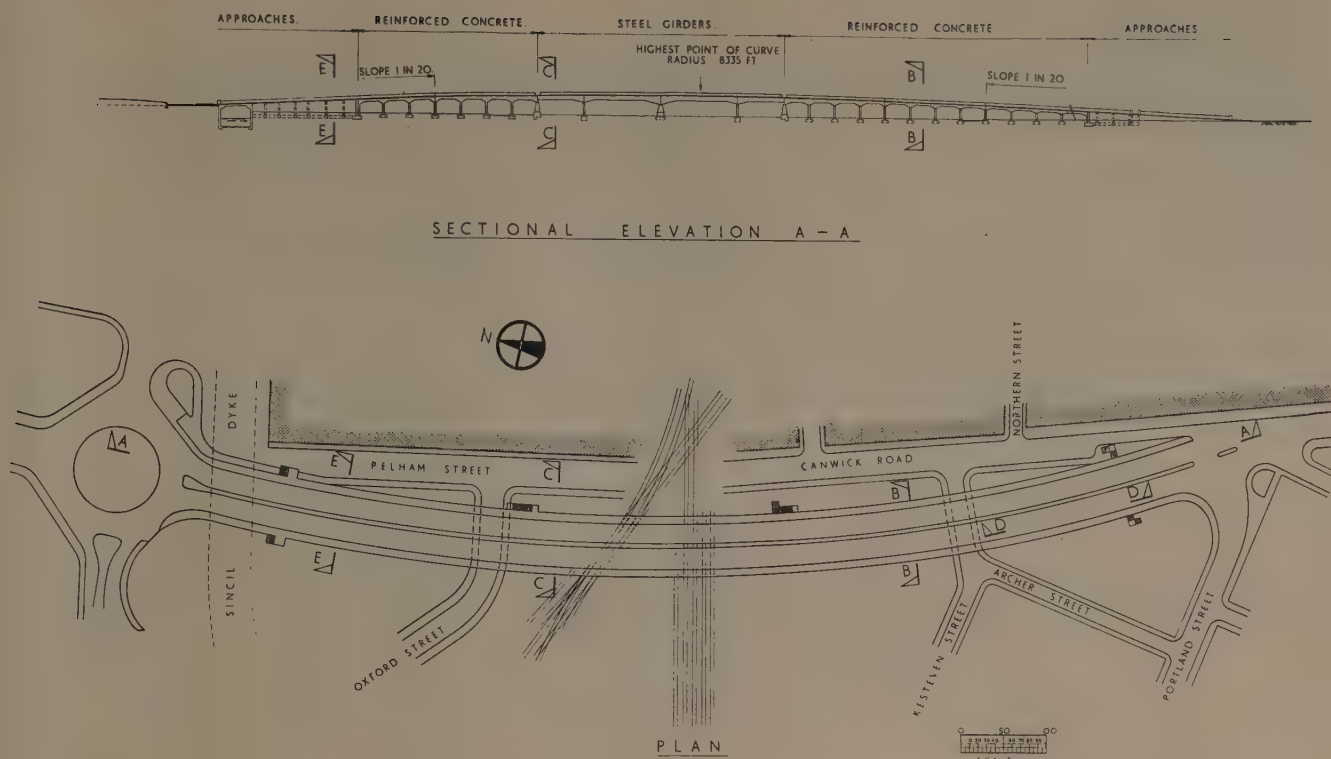 APPROACHES. REINFORCED CONCRETE. STEEL GIRDERS. REINFORCED CONCRETE APPROACHES
HIGHEST POINT OF CURVE
RADIUS 8335 FT
E C B
SLOPE 1 IN 20 SLOPE 1 IN 20
E C B
SECTIONAL ELEVATION A - A
N
NORTHERN STREET
DYKE
A
E PELHAM STREET C
CANWICK ROAD
A
B
D
D
E
C
B
SINCIL
OXFORD STREET
ARCHER STREET
KESTEVEN STREET
PORTLAND STREET
PLAN